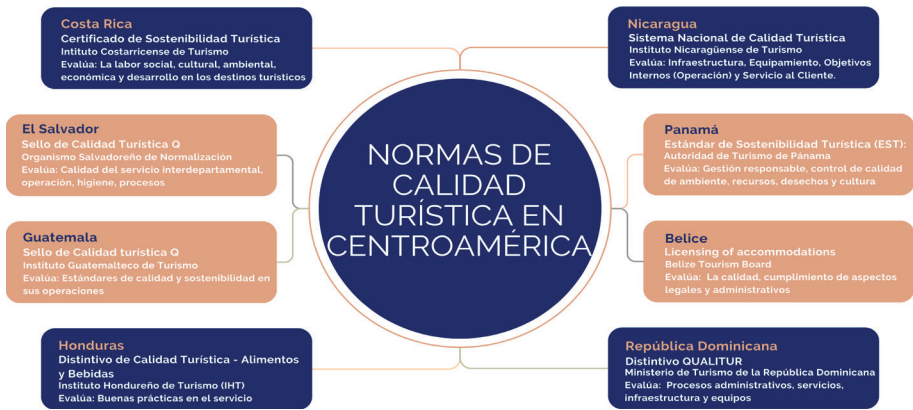 Costa Rica
Certificado de Sostenibilidad Turística
Intituto Costarricense de Turismo
Evalúa: La labor social, cultural, ambiental,
económica y desarrollo en los destinos turísticos
El Salvador
Sello de Calidad Turística Q
Organismo Salvadoreño de Normalización
Evalúa: Calidad del servicio interdepartamental,
operación, higiene, procesos
Guatemala
Sello de Calidad turística Q
Instituto Guatemalteco de Turismo
Evalúa: Estándares de calidad y sostenibilidad en
sus operaciones
Honduras
Distintivo de Calidad Turística - Alimentos
y Bebidas
Instituto Hondureño de Turismo (IHT)
Evalúa: Buenas prácticas en el servicio
NORMAS DE
CALIDAD
TURÍSTICA EN
CENTROAMÉRICA
Nicaragua
Sistema Nacional de Calidad Turística
Instituto Nicaragüense de Turismo
Evalúa: Infraestructura, Equipamiento, Objetivos
Internos (Operación) y Servicio al Cliente.
Panamá
Estándar de Sostenibilidad Turística (EST):
Autoridad de Turismo de Pánama
Evalúa: Gestión responsable, control de calidad
de ambiente, recursos, desechos y cultura
Belice
Licensing of accommodations
Belize Tourism Board
Evalúa: La calidad, cumplimiento de aspectos
legales y administrativos
República Dominicana
Distintivo QUALITUR
Ministerio de Turismo de la República Dominicana
Evalúa: Procesos administrativos, servicios,
infraestructura y equipos